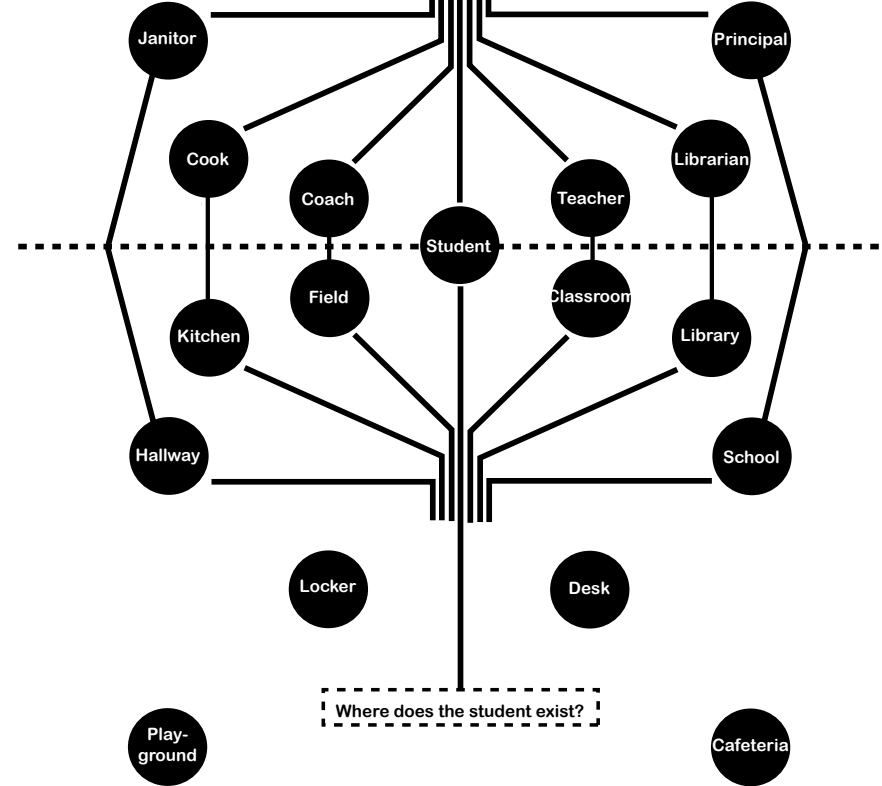 Janitor
Principal
Cook
Librarian
Coach
Teacher
Student
Field
Classroom
Kitchen
Library
Hallway
School
Locker
Desk
Where does the student exist?
Play-
ground
Cafeteria